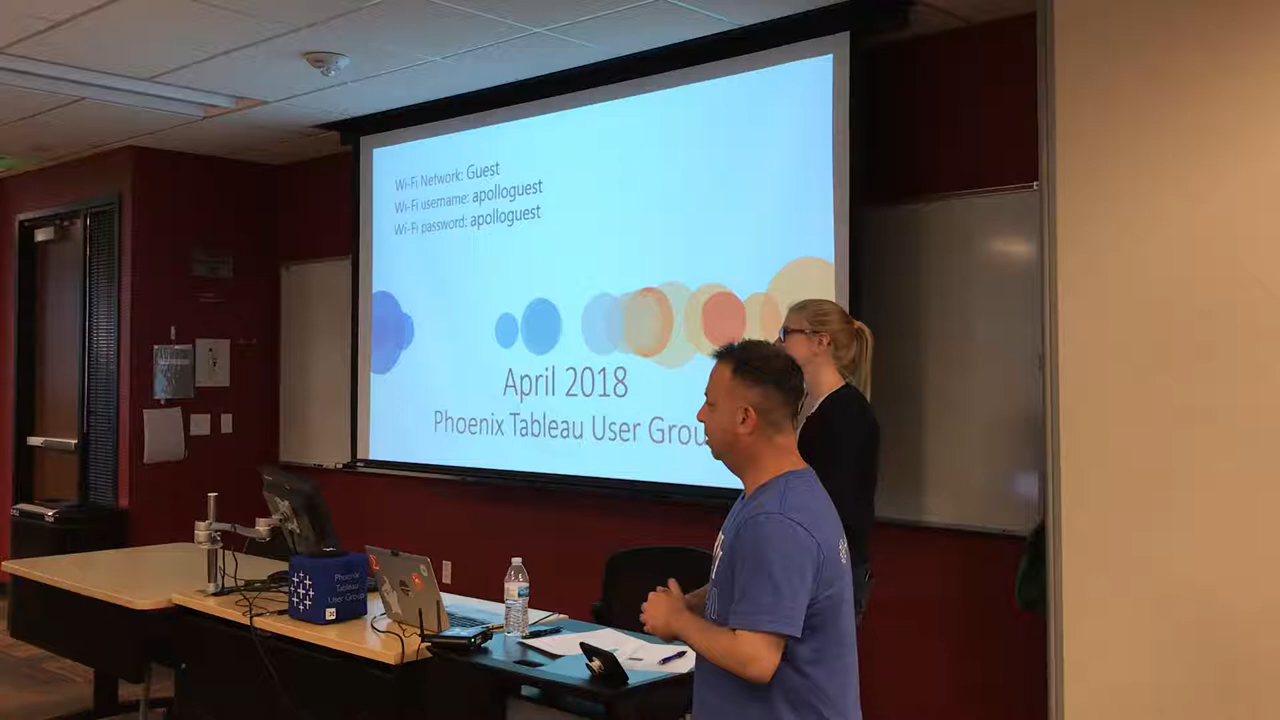 Wi-Fi Network: Guest
Wi-Fi username: apolloguest
Wi-Fi password: apolloguest
April 2018
Phoenix Tableau User Grou
Phoenix
Tableau
User Group